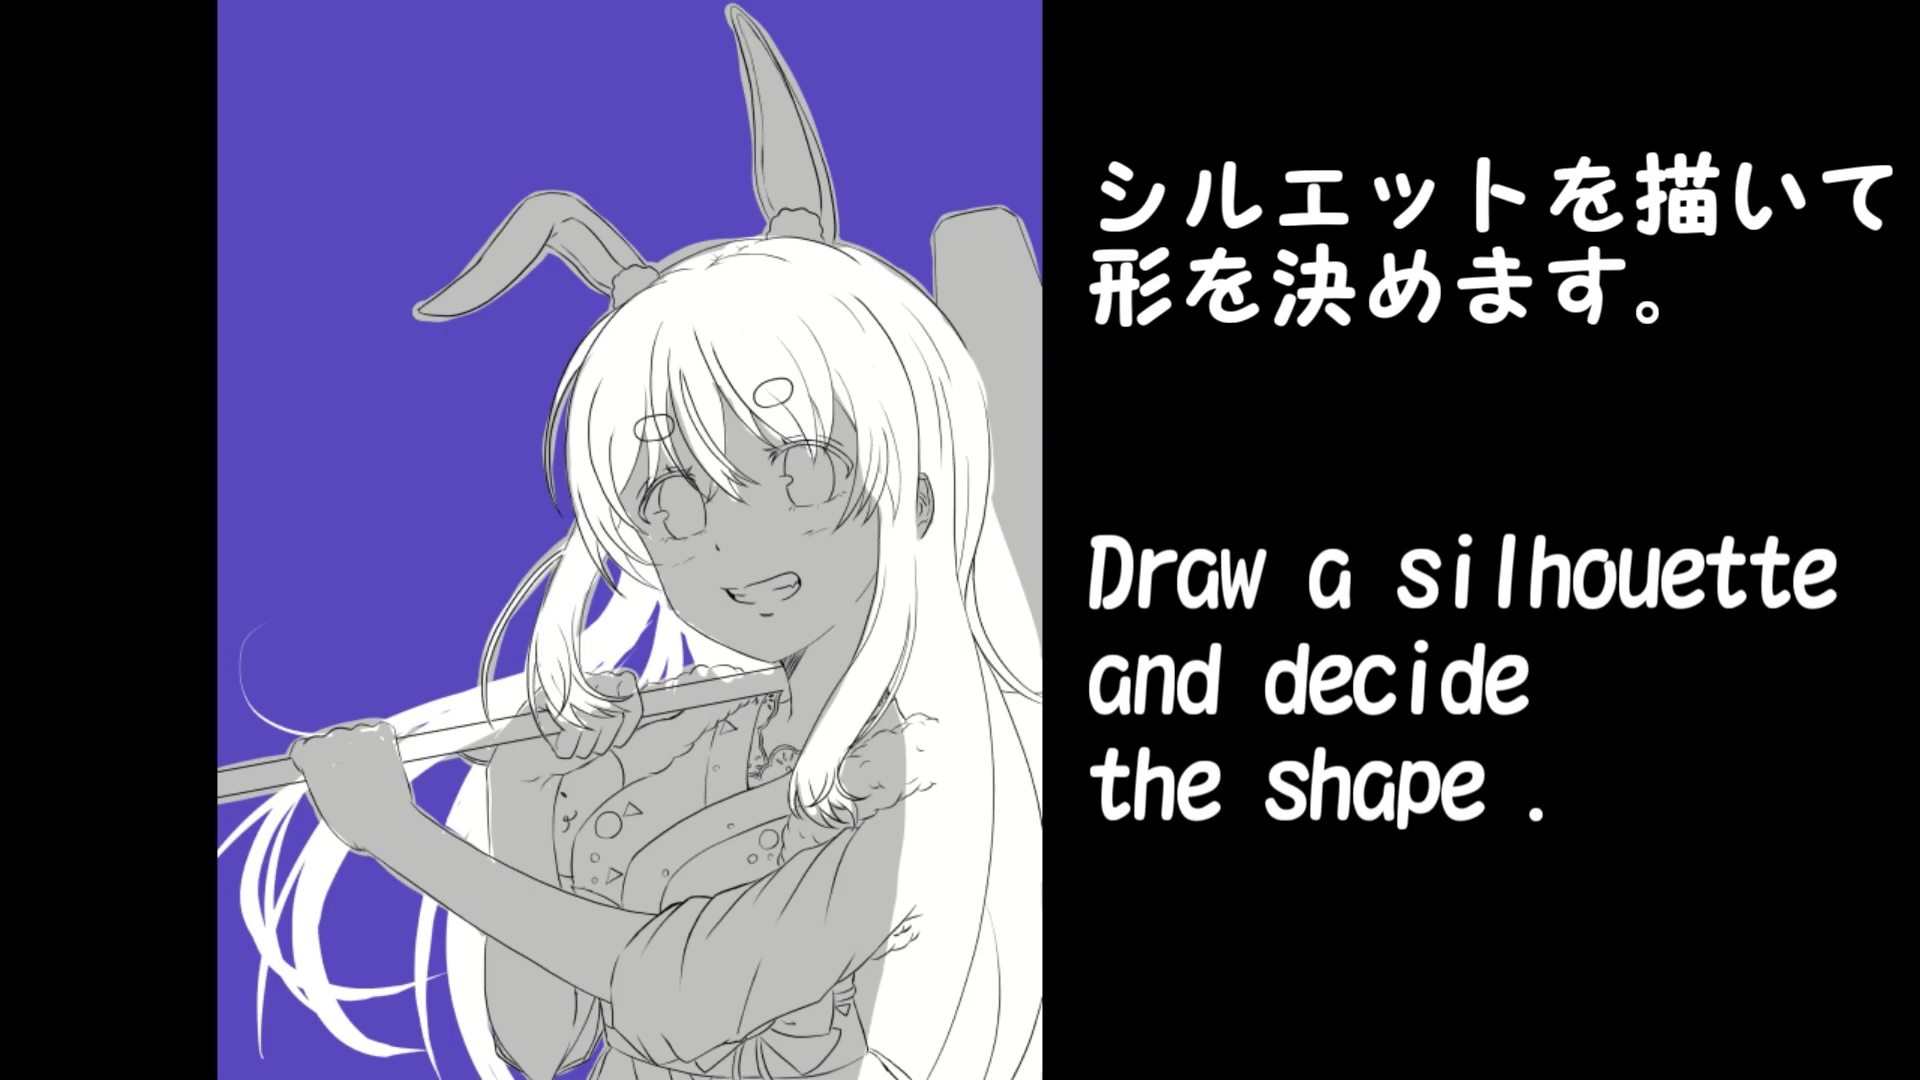 シルエットを描いて
形を決めます。
Draw a silhouette
and decide
the shape .